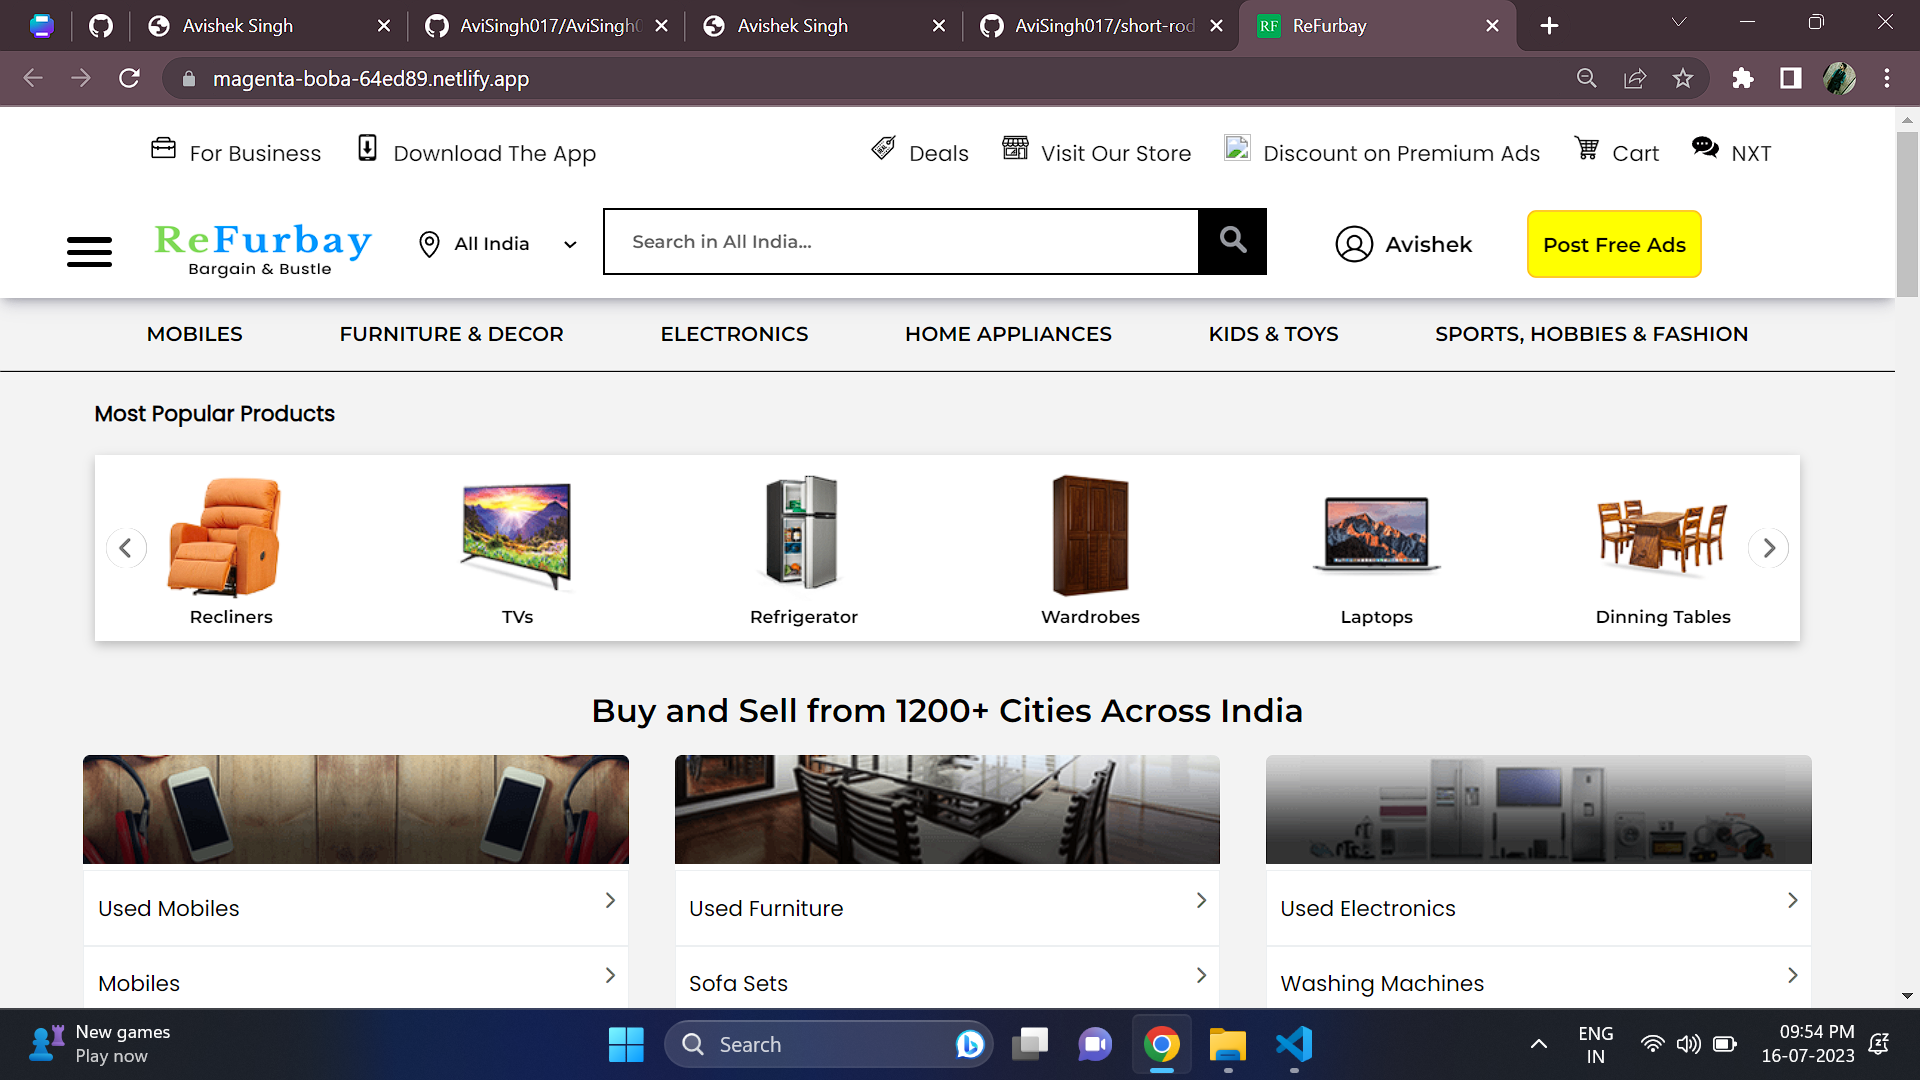 Avishek Singh
AviSingh017/AviSingh0
Avishek Singh
AviSingh017/short-rod
RF ReFurbay
magenta-boba-64ed89.netlify.app
For Business
Download The App
Deals
Visit Our Store
Discount on Premium Ads
Cart
NXT
ReFurbay
Bargain & Bustle
All India
Search in All India...
Avishek
Post Free Ads
MOBILES
FURNITURE & DECOR
ELECTRONICS
HOME APPLIANCES
KIDS & TOYS
SPORTS, HOBBIES & FASHION
Most Popular Products
Recliners
TVs
Refrigerator
Wardrobes
Laptops
Dinning Tables
Buy and Sell from 1200+ Cities Across India
Used Mobiles
Used Furniture
Used Electronics
Mobiles
Sofa Sets
Washing Machines
New games
Play now
Search
ENG
IN
09:54 PM
16-07-2023